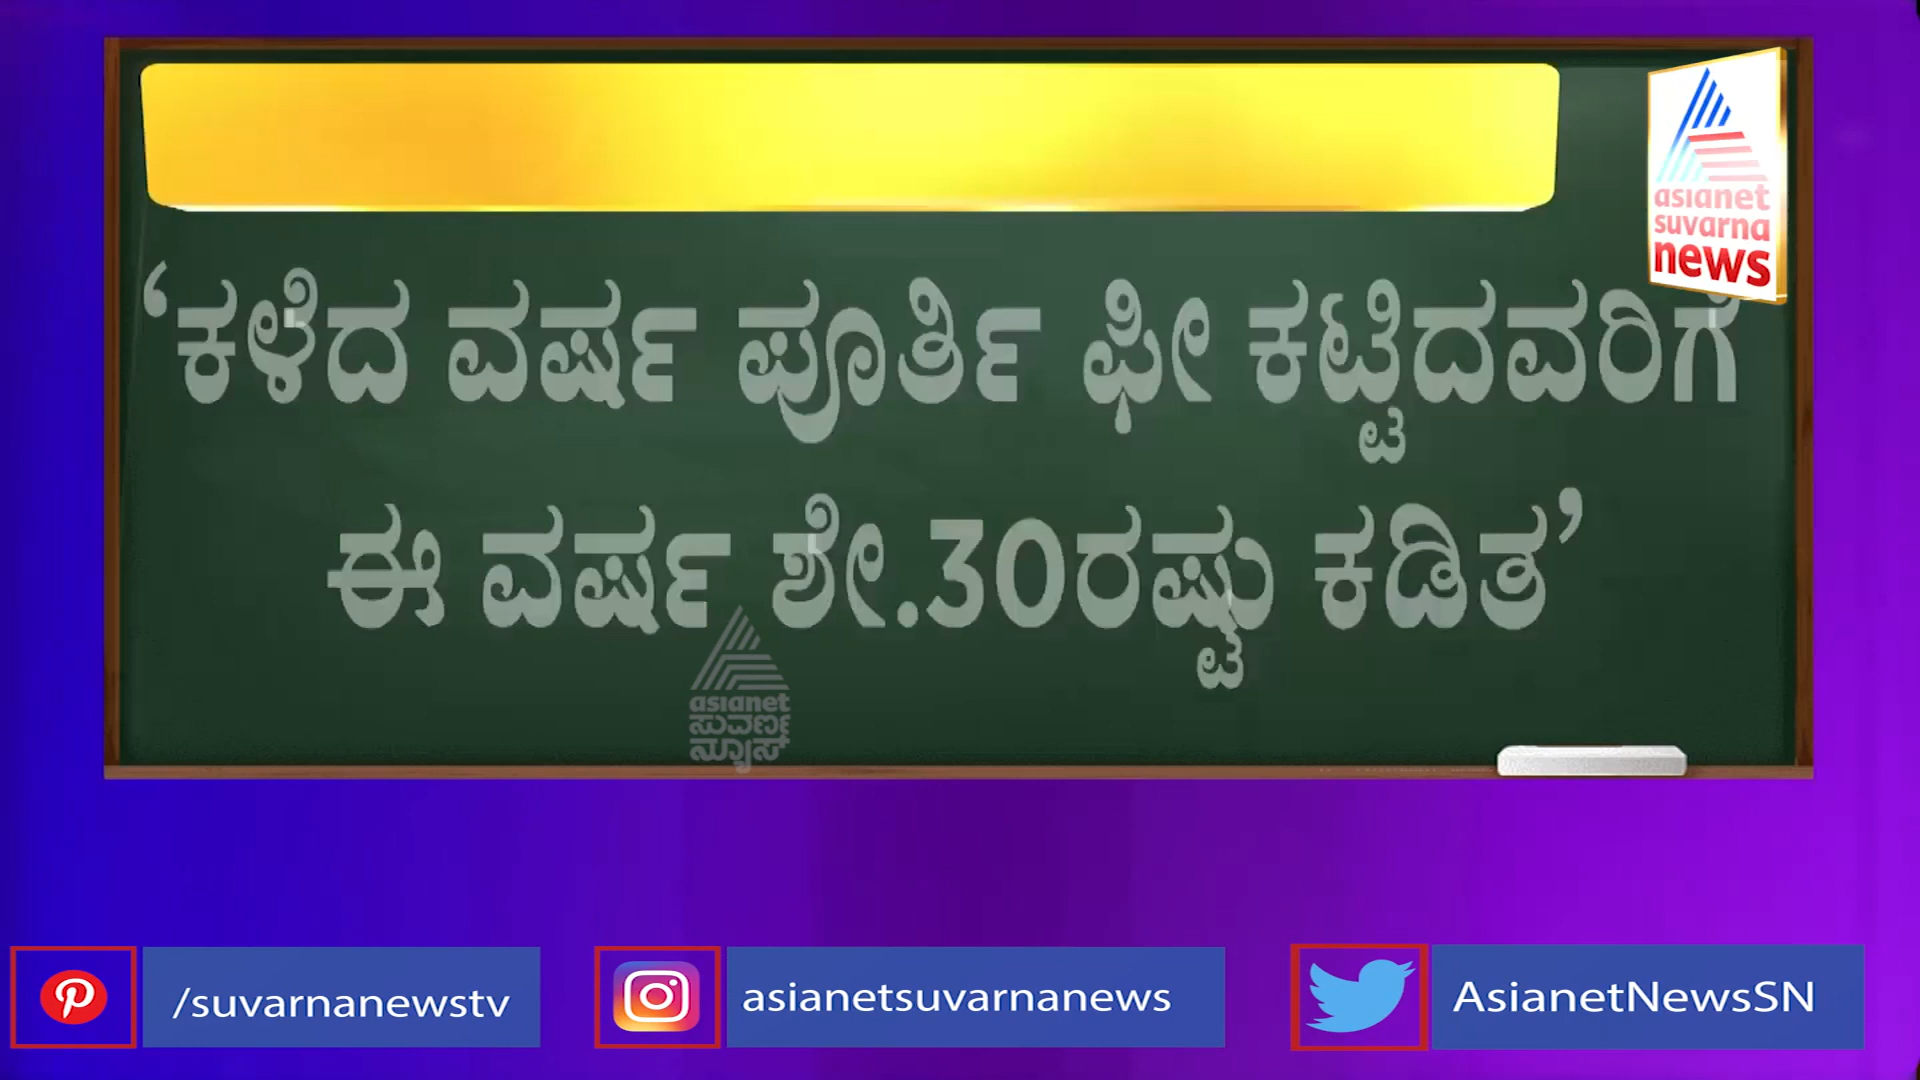 asianet
suvarna
news
‘ಕಳೆದ ವರ್ಷ ಪೂರ್ತಿ ಫೀ ಕಟ್ಟಿದವರಿಗೆ
ಈ ವರ್ಷ ಶೇ.30ರಷ್ಟು ಕಡಿತ’
asianet
ಸುವರ್ಣ
ನ್ಯೂಸ್
/suvarnanewstv
asianetsuvarnanews
AsianetNewsSN